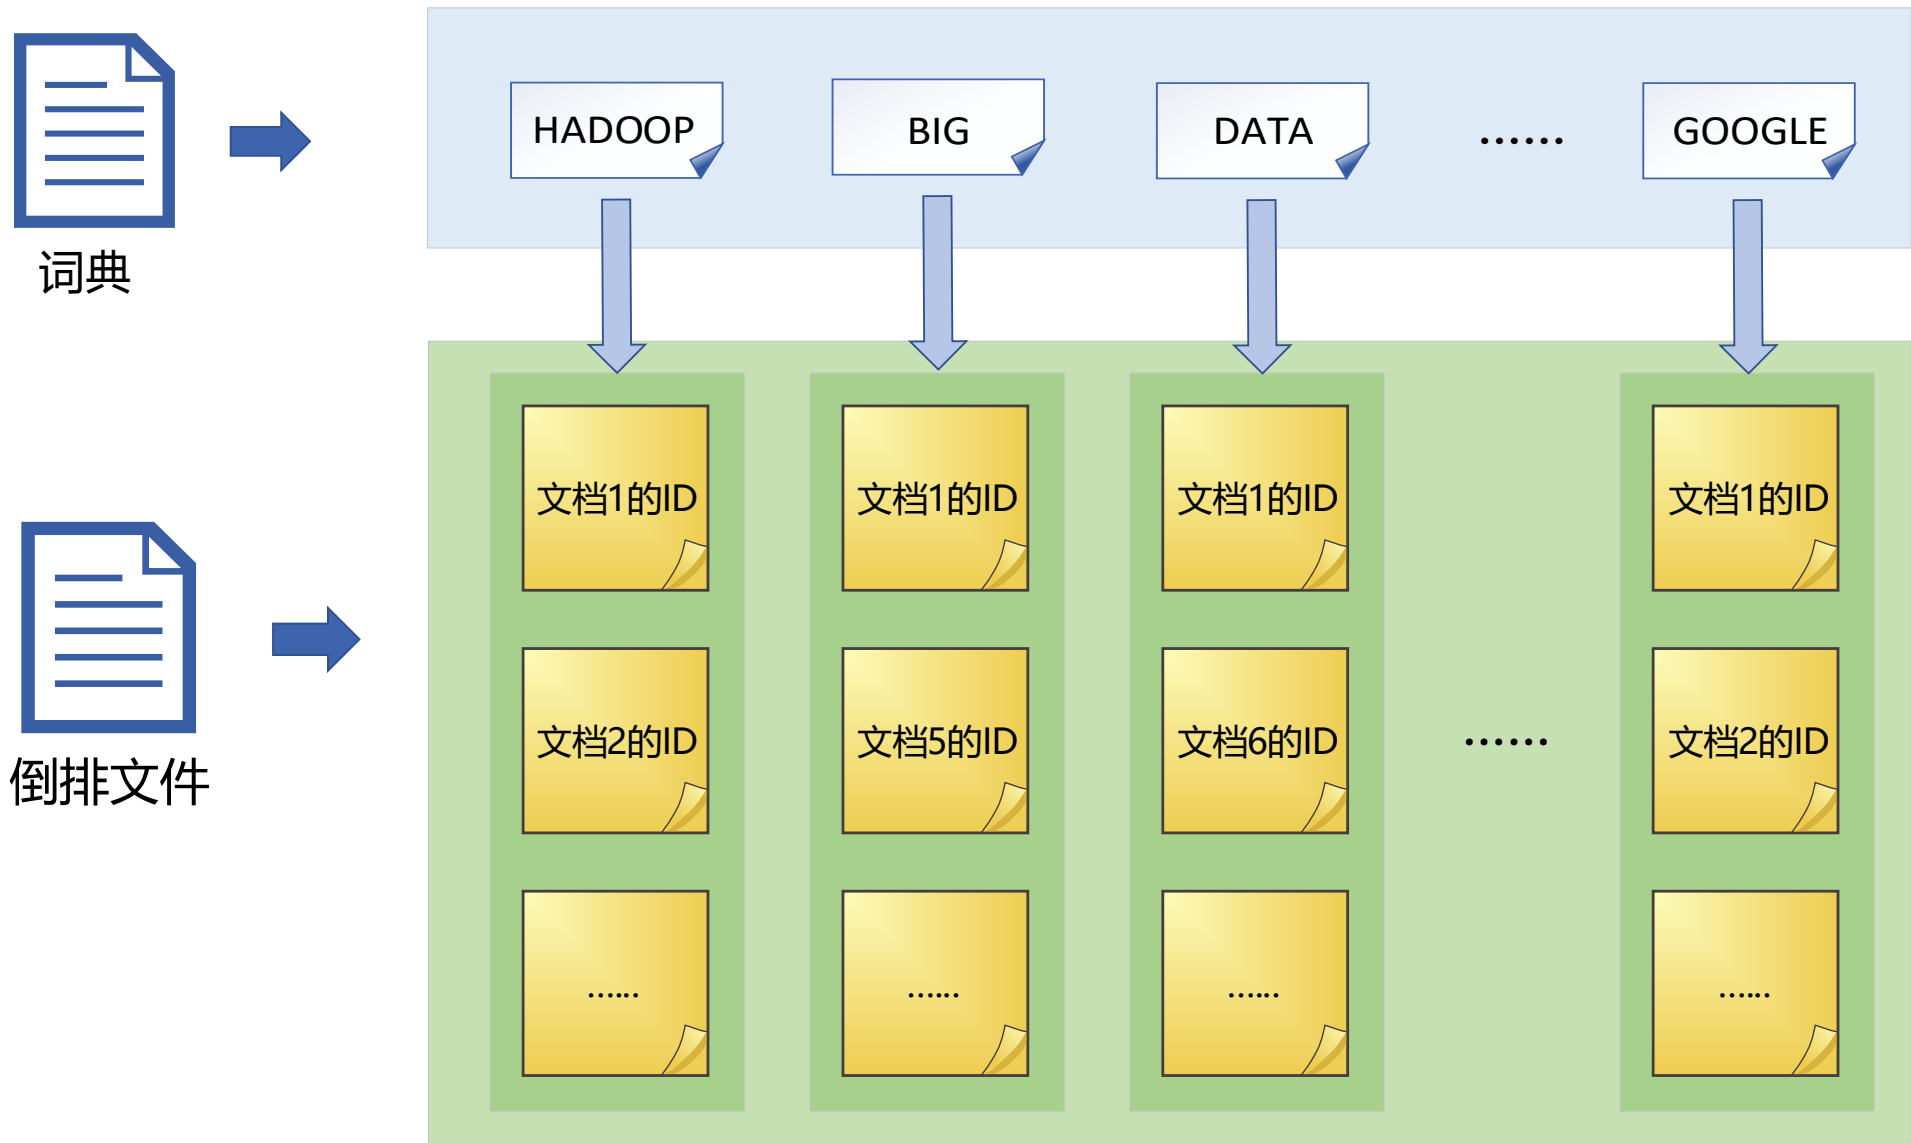 HADOOP
BIG
DATA
……
GOOGLE
词典
文档1的ID
文档1的ID
文档1的ID
文档1的ID
倒排文件
文档2的ID
文档5的ID
文档6的ID
……
文档2的ID
……
……
……
……